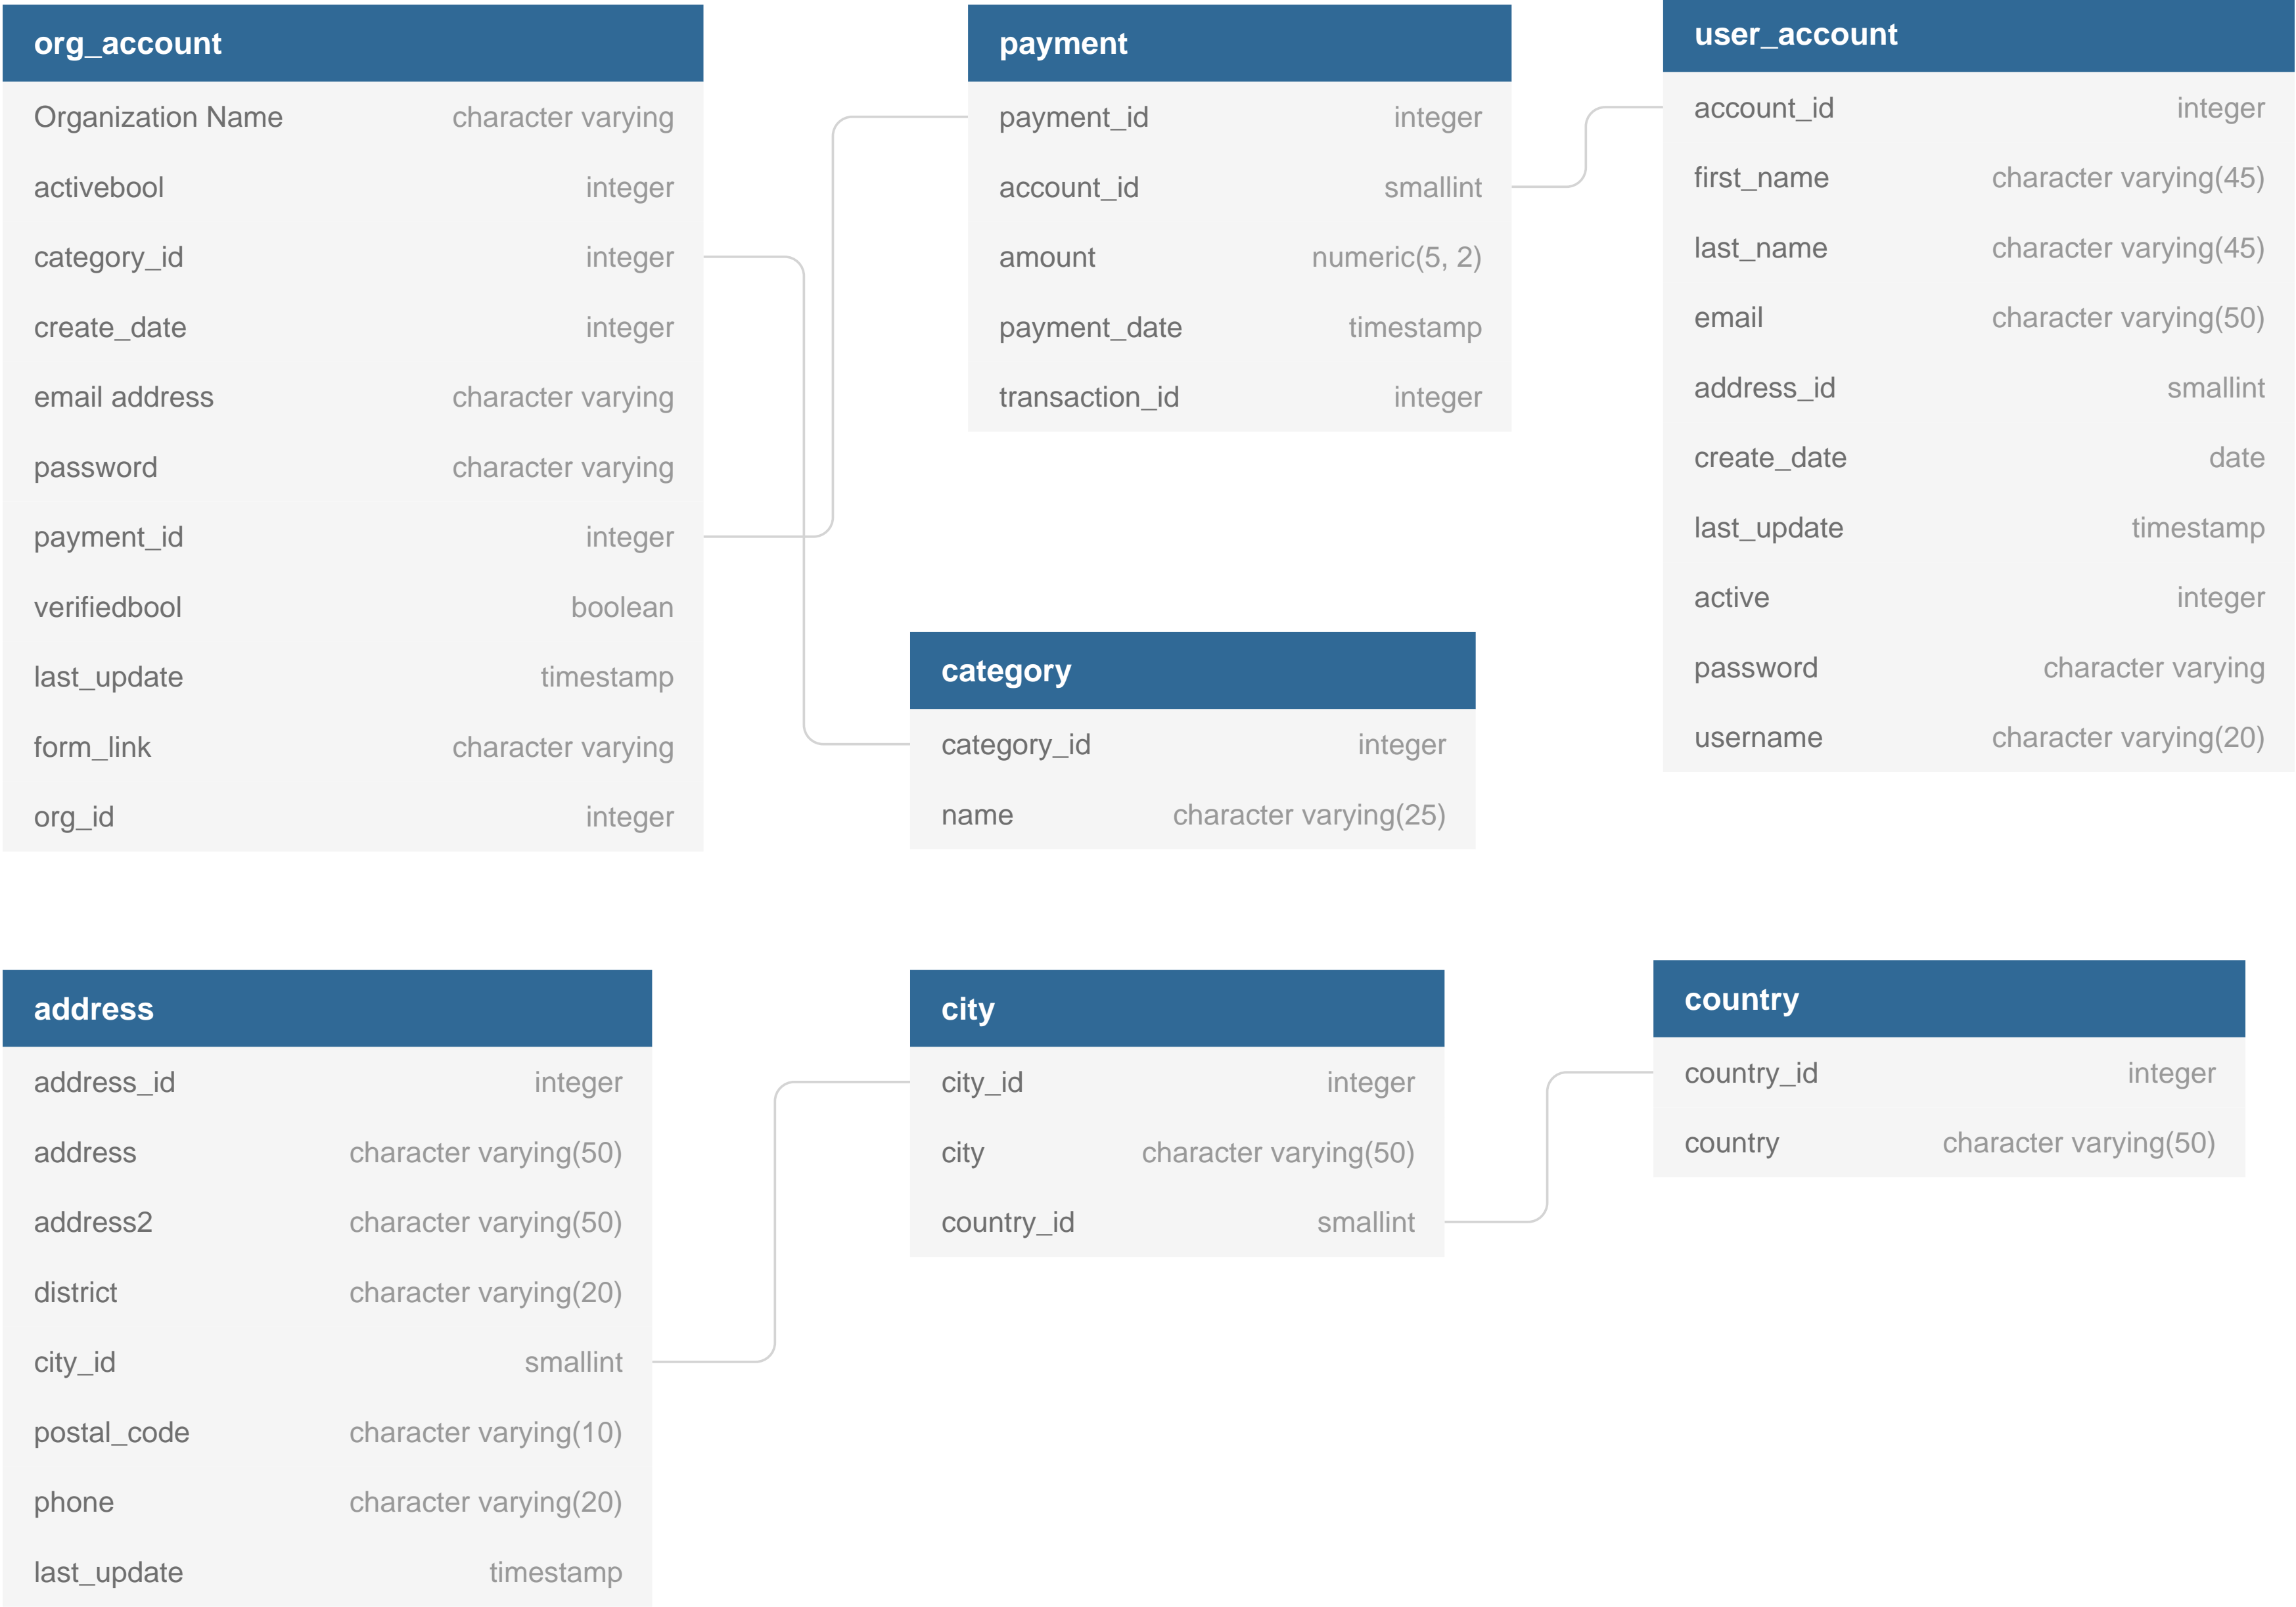 org_account
Organization Name character varying
activebool integer
category_id integer
create_date integer
email address character varying
password character varying
payment_id integer
verifiedbool boolean
last_update timestamp
form_link character varying
org_id integer
payment
payment_id integer
account_id smallint
amount numeric(5, 2)
payment_date timestamp
transaction_id integer
user_account
account_id integer
first_name character varying(45)
last_name character varying(45)
email character varying(50)
address_id smallint
create_date date
last_update timestamp
active integer
password character varying
username character varying(20)
category
category_id integer
name character varying(25)
address
address_id integer
address character varying(50)
address2 character varying(50)
district character varying(20)
city_id smallint
postal_code character varying(10)
phone character varying(20)
last_update timestamp
city
city_id integer
city character varying(50)
country_id smallint
country
country_id integer
country character varying(50)